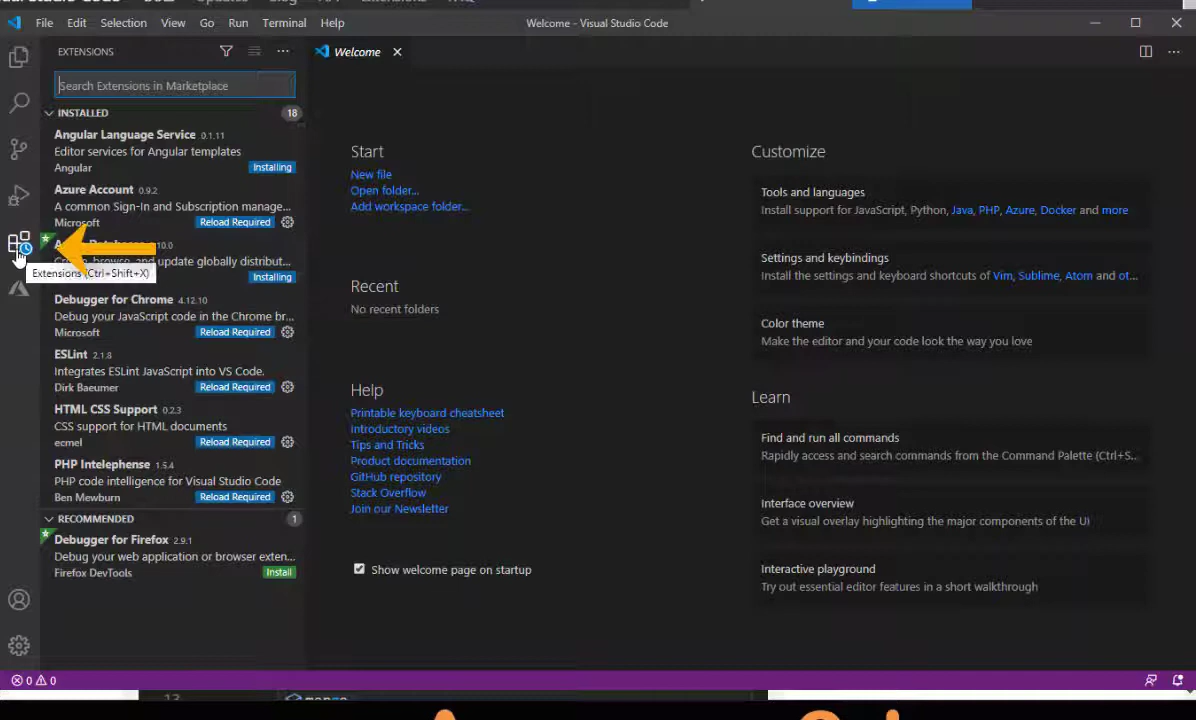 File Edit Selection View Go Run Terminal Help
Welcome - Visual Studio Code
EXTENSIONS
Welcome
Search Extensions in Marketplace
INSTALLED
18
Angular Language Service 0.1.11
Editor services for Angular templates
Angular
Installing
Azure Account 0.9.2
A common Sign-In and Subscription manage...
Microsoft
Reload Required
update globally distribut...
Installing
Extensions (Ctrl+Shift+X)
Debugger for Chrome 4.12.10
Debug your JavaScript code in the Chrome br...
Microsoft
Reload Required
ESLint 2.1.8
Integrates ESLint JavaScript into VS Code.
Dirk Baeumer
Reload Required
HTML CSS Support 0.2.3
CSS support for HTML documents
ecmel
Reload Required
PHP Intelephense 1.5.4
PHP code intelligence for Visual Studio Code
Ben Mewburn
Reload Required
RECOMMENDED
1
Debugger for Firefox 2.9.1
Debug your web application or browser exten...
Firefox DevTools
Install
Start
New file
Open folder...
Add workspace folder...
Recent
No recent folders
Help
Printable keyboard cheatsheet
Introductory videos
Tips and Tricks
Product documentation
GitHub repository
Stack Overflow
Join our Newsletter
Show welcome page on startup
Customize
Tools and languages
Install support for JavaScript, Python, Java, PHP, Azure, Docker and more
Settings and keybindings
Install the settings and keyboard shortcuts of Vim, Sublime, Atom and ot...
Color theme
Make the editor and your code look the way you love
Learn
Find and run all commands
Rapidly access and search commands from the Command Palette (Ctrl+S...
Interface overview
Get a visual overlay highlighting the major components of the UI
Interactive playground
Try out essential editor features in a short walkthrough
0 0